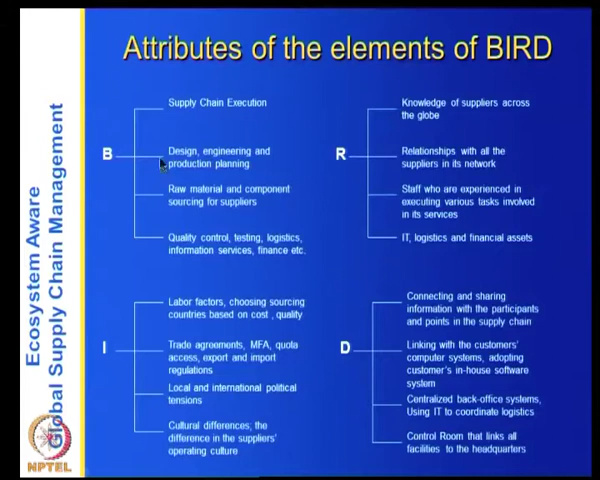 Attributes of the elements of BIRD
Ecosystem Aware
Global Supply Chain Management
B
Supply Chain Execution
Design, engineering and
production planning
Raw material and component
sourcing for suppliers
Quality control, testing, logistics,
information services, finance etc.
R
Knowledge of suppliers across
the globe
Relationships with all the
suppliers in its network
Staff who are experienced in
executing various tasks involved
in its services
IT, logistics and financial assets
I
Labor factors, choosing sourcing
countries based on cost , quality
Trade agreements, MFA, quota
access, export and import
regulations
Local and international political
tensions
Cultural differences; the
difference in the suppliers'
operating culture
D
Connecting and sharing
information with the participants
and points in the supply chain
Linking with the customers'
computer systems, adopting
customer's in-house software
system
Centralized back-office systems,
Using IT to coordinate logistics
Control Room that links all
facilities to the headquarters
NPTEL